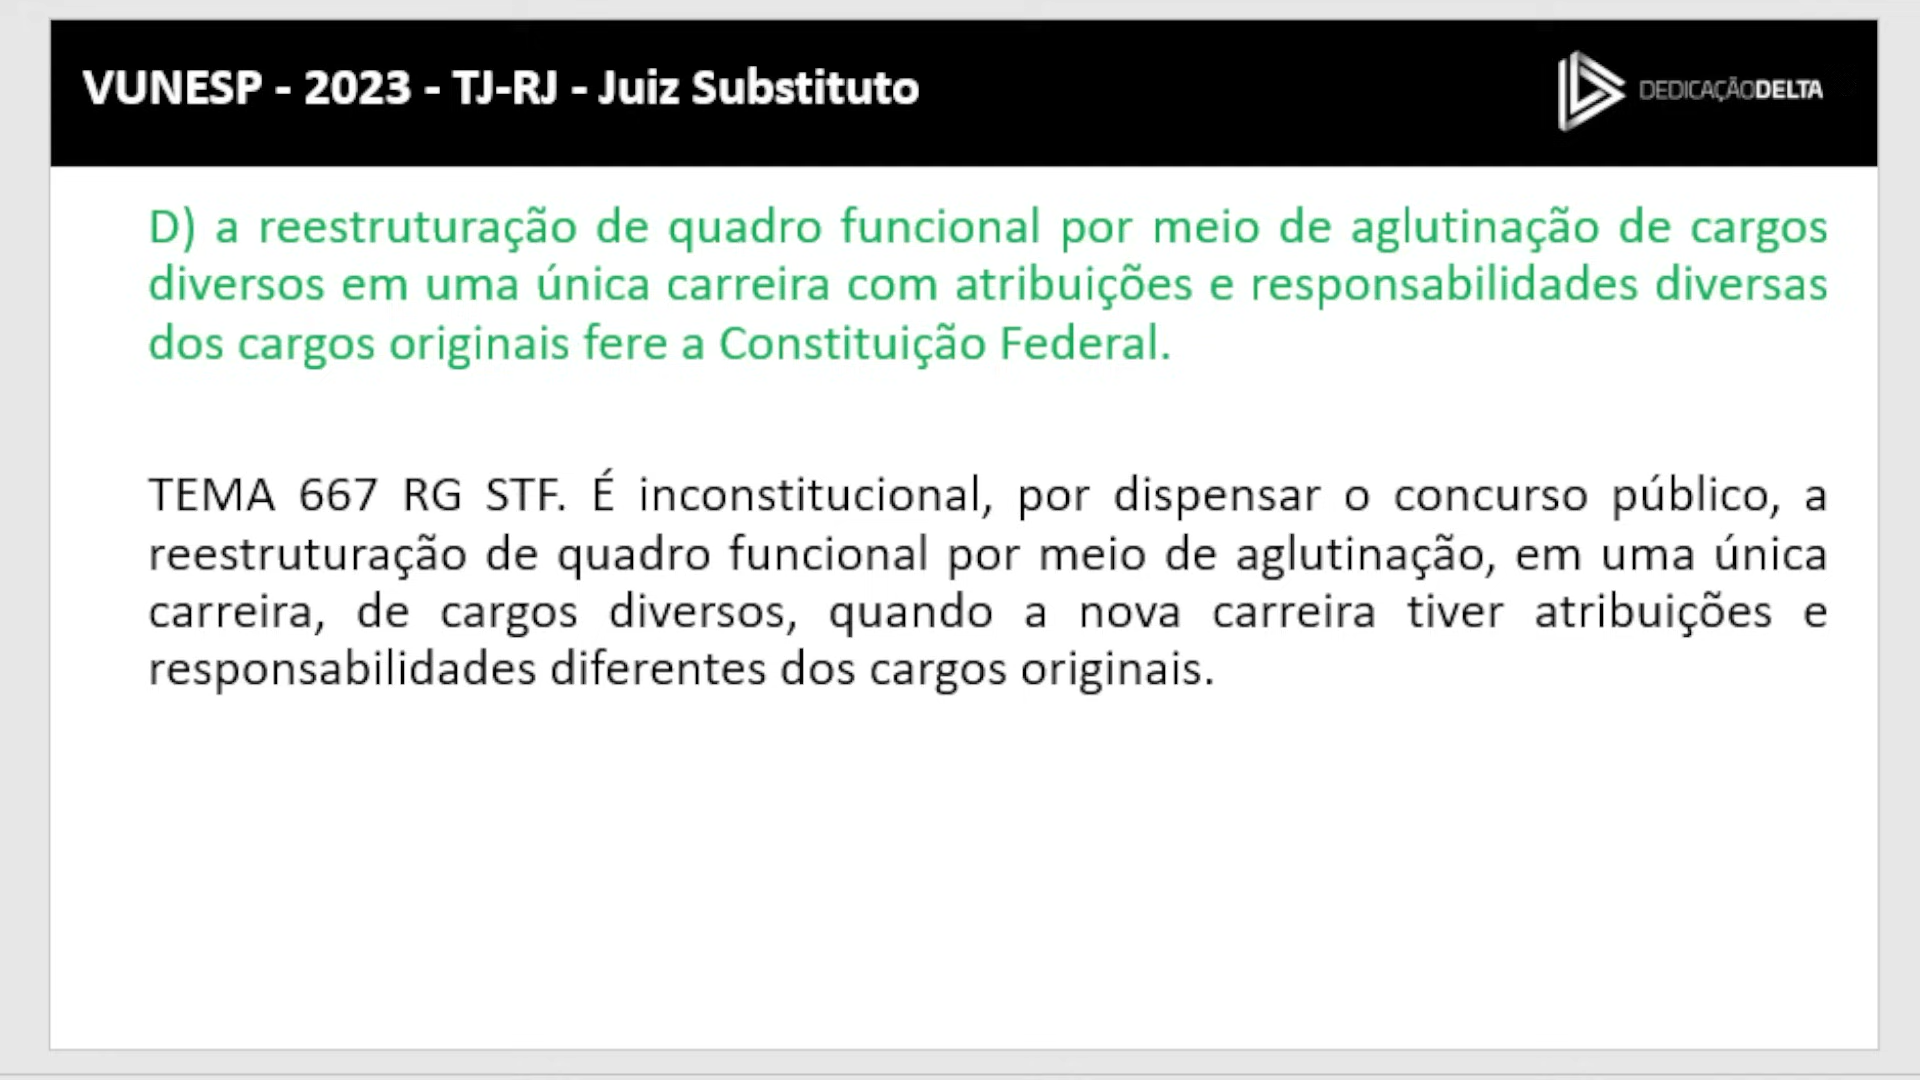 VUNESP - 2023 - TJ-RJ - Juiz Substituto
DEDICAÇÃODELTA
D) a reestruturação de quadro funcional por meio de aglutinação de cargos
diversos em uma única carreira com atribuições e responsabilidades diversas
dos cargos originais fere a Constituição Federal.
TEMA 667 RG STF. É inconstitucional, por dispensar o concurso público, a
reestruturação de quadro funcional por meio de aglutinação, em uma única
carreira, de cargos diversos, quando a nova carreira tiver atribuições e
responsabilidades diferentes dos cargos originais.